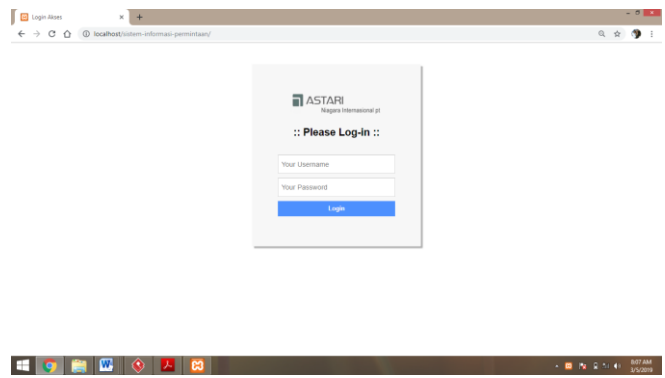 Login Akses
localhost/sistem-informasi-permintaan/
ASTARI
Niagara Internasional pt
:: Please Log-in ::
Your Username
Your Password
Login
8:07 AM
3/5/2019